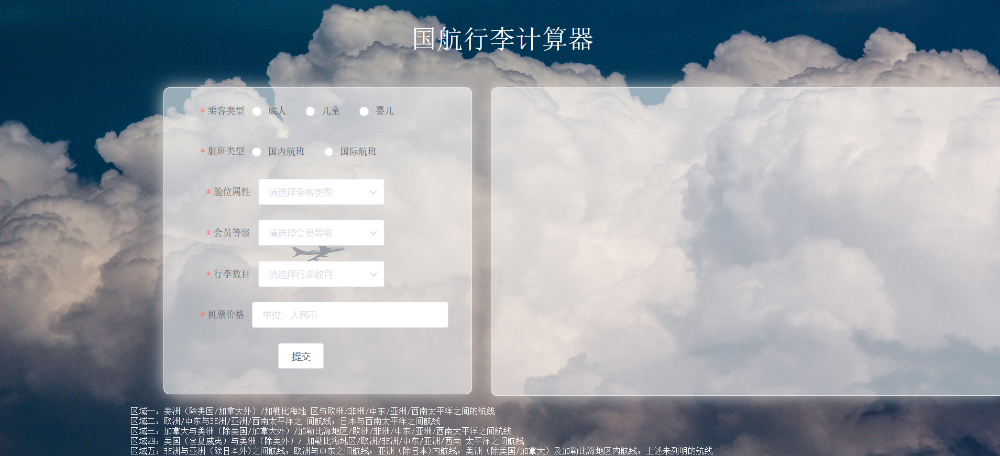 国航行李计算器
* 乘客类型 成人 儿童 婴儿
* 航班类型 国内航班 国际航班
* 舱位属性 请选择乘客类型
* 会员等级 请选择会员等级
* 行李数目 请选择行李数目
* 机票价格 单位：人民币
提交
区域一：美洲（除美国/加拿大外）/加勒比海地 区与欧洲/非洲/中东/亚洲/西南太平洋之间的航线
区域二：欧洲/中东与非洲/亚洲/西南太平洋之 间航线；日本与西南太平洋之间航线
区域三：加拿大与美洲（除美国/加拿大外）/加勒比海地区/欧洲/非洲/中东/亚洲/西南太平洋之间航线
区域四：美国（含夏威夷）与美洲（除美外）/ 加勒比海地区/欧洲/非洲/中东/亚洲/西南 太平洋之间航线
区域五：非洲与亚洲（除日本外)之间航线；欧洲与中东之间航线；亚洲（除日本)内航线；美洲（除美国/加拿大）及加勒比海地区内航线；上述未列明的航线